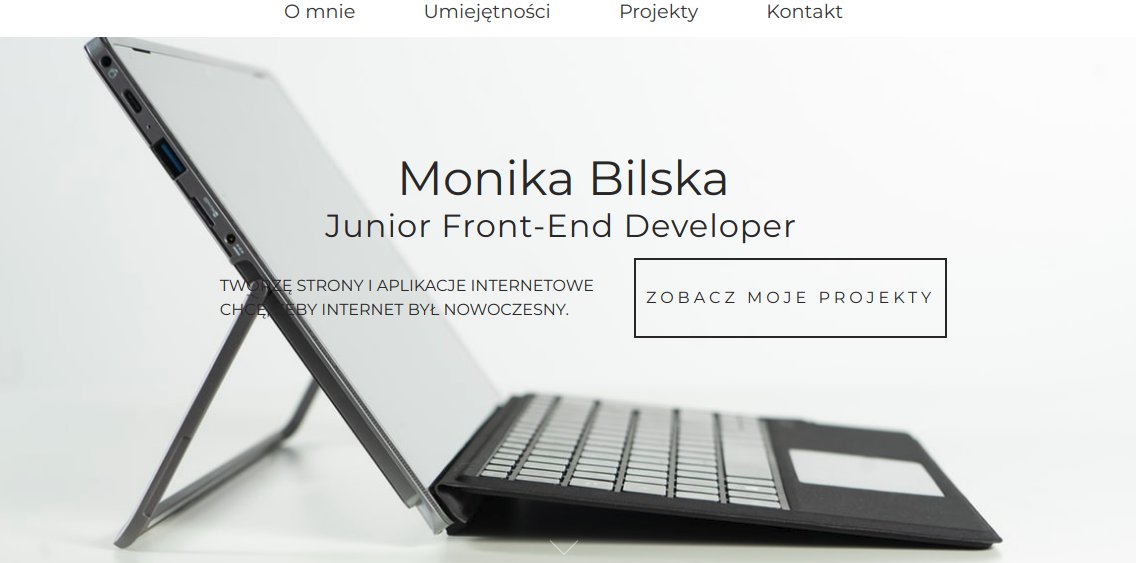 O mnie Umiejętności Projekty Kontakt
Monika Bilska
Junior Front-End Developer
TWORZĘ STRONY I APLIKACJE INTERNETOWE
CHCĘ, ŻEBY INTERNET BYŁ NOWOCZESNY.
ZOBACZ MOJE PROJEKTY